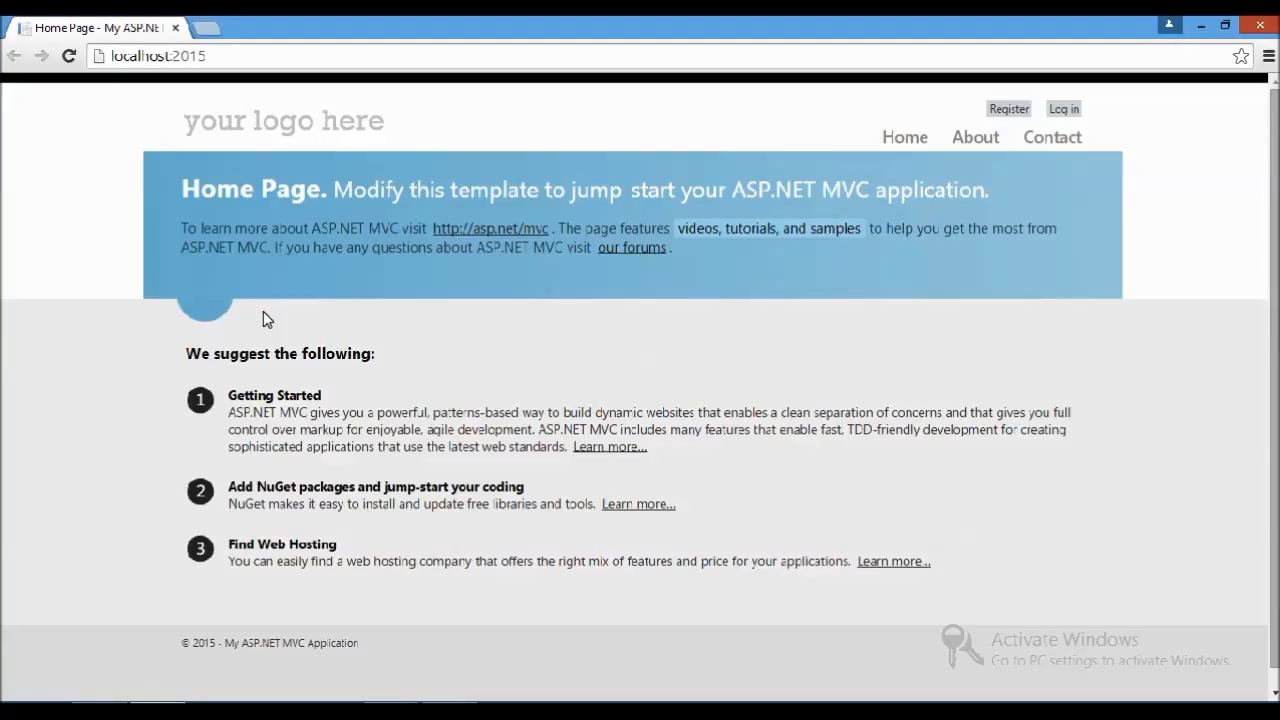 Home Page - My ASP.NET
localhost:2015
your logo here
Register Log in
Home About Contact
Home Page. Modify this template to jump start your ASP.NET MVC application.
To learn more about ASP.NET MVC visit http://asp.net/mvc . The page features videos, tutorials, and samples to help you get the most from
ASP.NET MVC. If you have any questions about ASP.NET MVC visit our forums .
We suggest the following:
1 Getting Started
ASP.NET MVC gives you a powerful, patterns-based way to build dynamic websites that enables a clean separation of concerns and that gives you full
control over markup for enjoyable, agile development. ASP.NET MVC includes many features that enable fast, TDD-friendly development for creating
sophisticated applications that use the latest web standards. Learn more...
2 Add NuGet packages and jump-start your coding
NuGet makes it easy to install and update free libraries and tools. Learn more...
3 Find Web Hosting
You can easily find a web hosting company that offers the right mix of features and price for your applications. Learn more...
© 2015 - My ASP.NET MVC Application
Activate Windows
Go to PC settings to activate Windows.